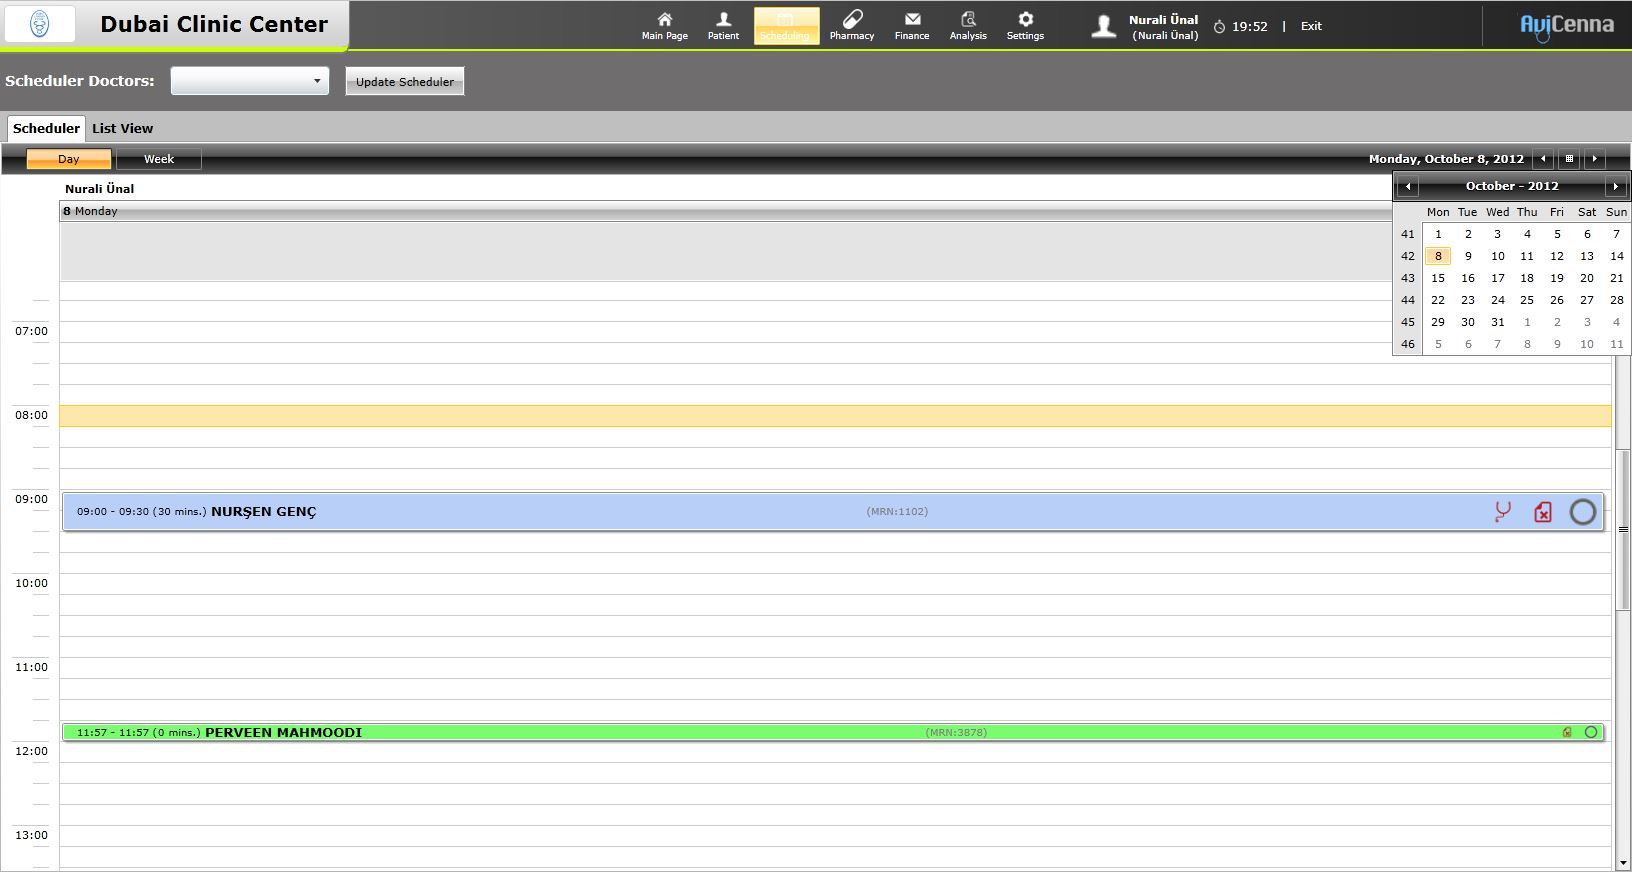 Dubai Clinic Center
Main Page
Patient
Scheduling
Pharmacy
Finance
Analysis
Settings
Nurali Ünal
(Nurali Ünal)
19:52 | Exit
AviCenna
Scheduler Doctors:
Update Scheduler
Scheduler
List View
Day
Week
Monday, October 8, 2012
Nurali Ünal
8 Monday
October - 2012
Mon Tue Wed Thu Fri Sat Sun
41 1 2 3 4 5 6 7
42 8 9 10 11 12 13 14
43 15 16 17 18 19 20 21
44 22 23 24 25 26 27 28
45 29 30 31 1 2 3 4
46 5 6 7 8 9 10 11
07:00
08:00
09:00
09:00 - 09:30 (30 mins.) NURŞEN GENÇ (MRN:1102)
10:00
11:00
11:57 - 11:57 (0 mins.) PERVEEN MAHMOODI (MRN:3878)
12:00
13:00